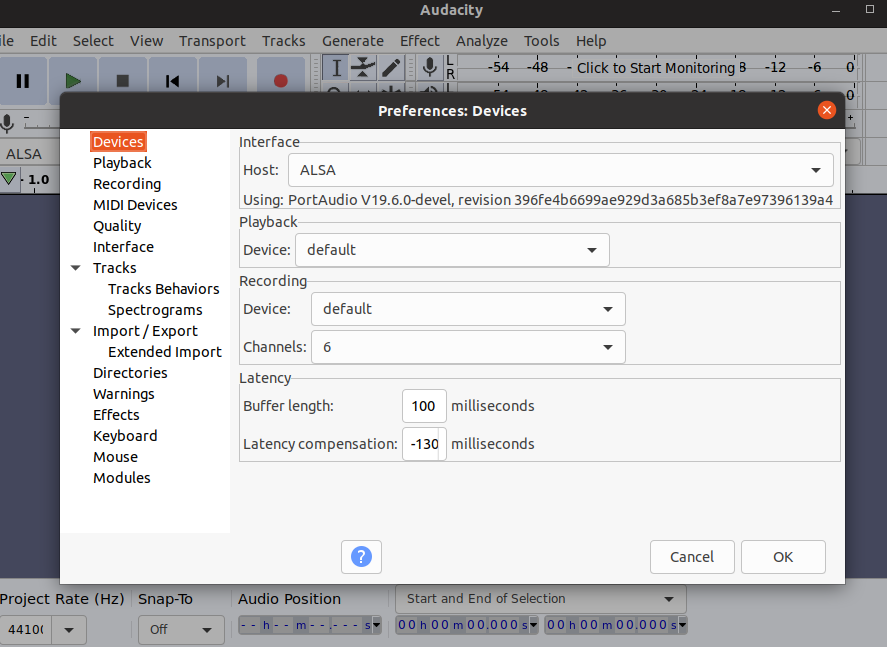 Audacity
ile Edit Select View Transport Tracks Generate Effect Analyze Tools Help
L
R
-54 -48 - Click to Start Monitoring 8 -12 -6 0
Preferences: Devices
ALSA
- 1.0
Devices
Playback
Recording
MIDI Devices
Quality
Interface
Tracks
Tracks Behaviors
Spectrograms
Import / Export
Extended Import
Directories
Warnings
Effects
Keyboard
Mouse
Modules
Interface
Host: ALSA
Using: PortAudio V19.6.0-devel, revision 396fe4b6699ae929d3a685b3ef8a7e97396139a4
Playback
Device: default
Recording
Device: default
Channels: 6
Latency
Buffer length: 100 milliseconds
Latency compensation: -130 milliseconds
? Cancel OK
Project Rate (Hz) Snap-To Audio Position Start and End of Selection
44100 Off -- h -- m --.--- s 00 h 00 m 00.000 s 00 h 00 m 00.000 s